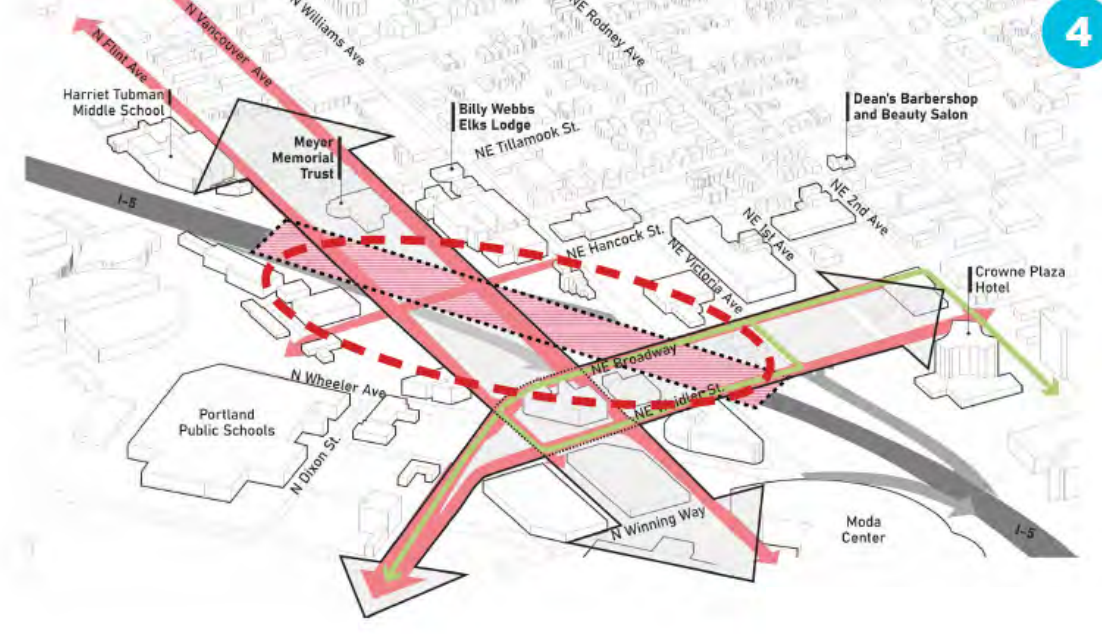 4
N Williams Ave
NE Rodney Ave
N Vancouver Ave
N Flint Ave
Harriet Tubman
Middle School
Billy Webbs
Elks Lodge
Dean's Barbershop
and Beauty Salon
NE Tillamook St.
Meyer
Memorial
Trust
I-5
NE 2nd Ave
NE 1st Ave
NE Hancock St.
NE Victoria Ave
Crowne Plaza
Hotel
NE Broadway
N Wheeler Ave
NE Weidler St.
Portland
Public Schools
N Dixon St.
N Winning Way
Moda
Center
I-5